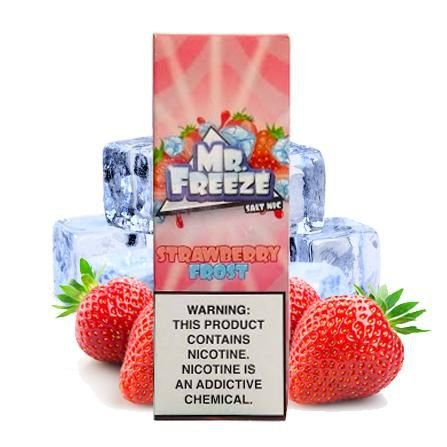 MR.
FREEZE
SALT NIC
STRAWBERRY
FROST
WARNING:
THIS PRODUCT
CONTAINS
NICOTINE.
NICOTINE IS
AN ADDICTIVE
CHEMICAL.